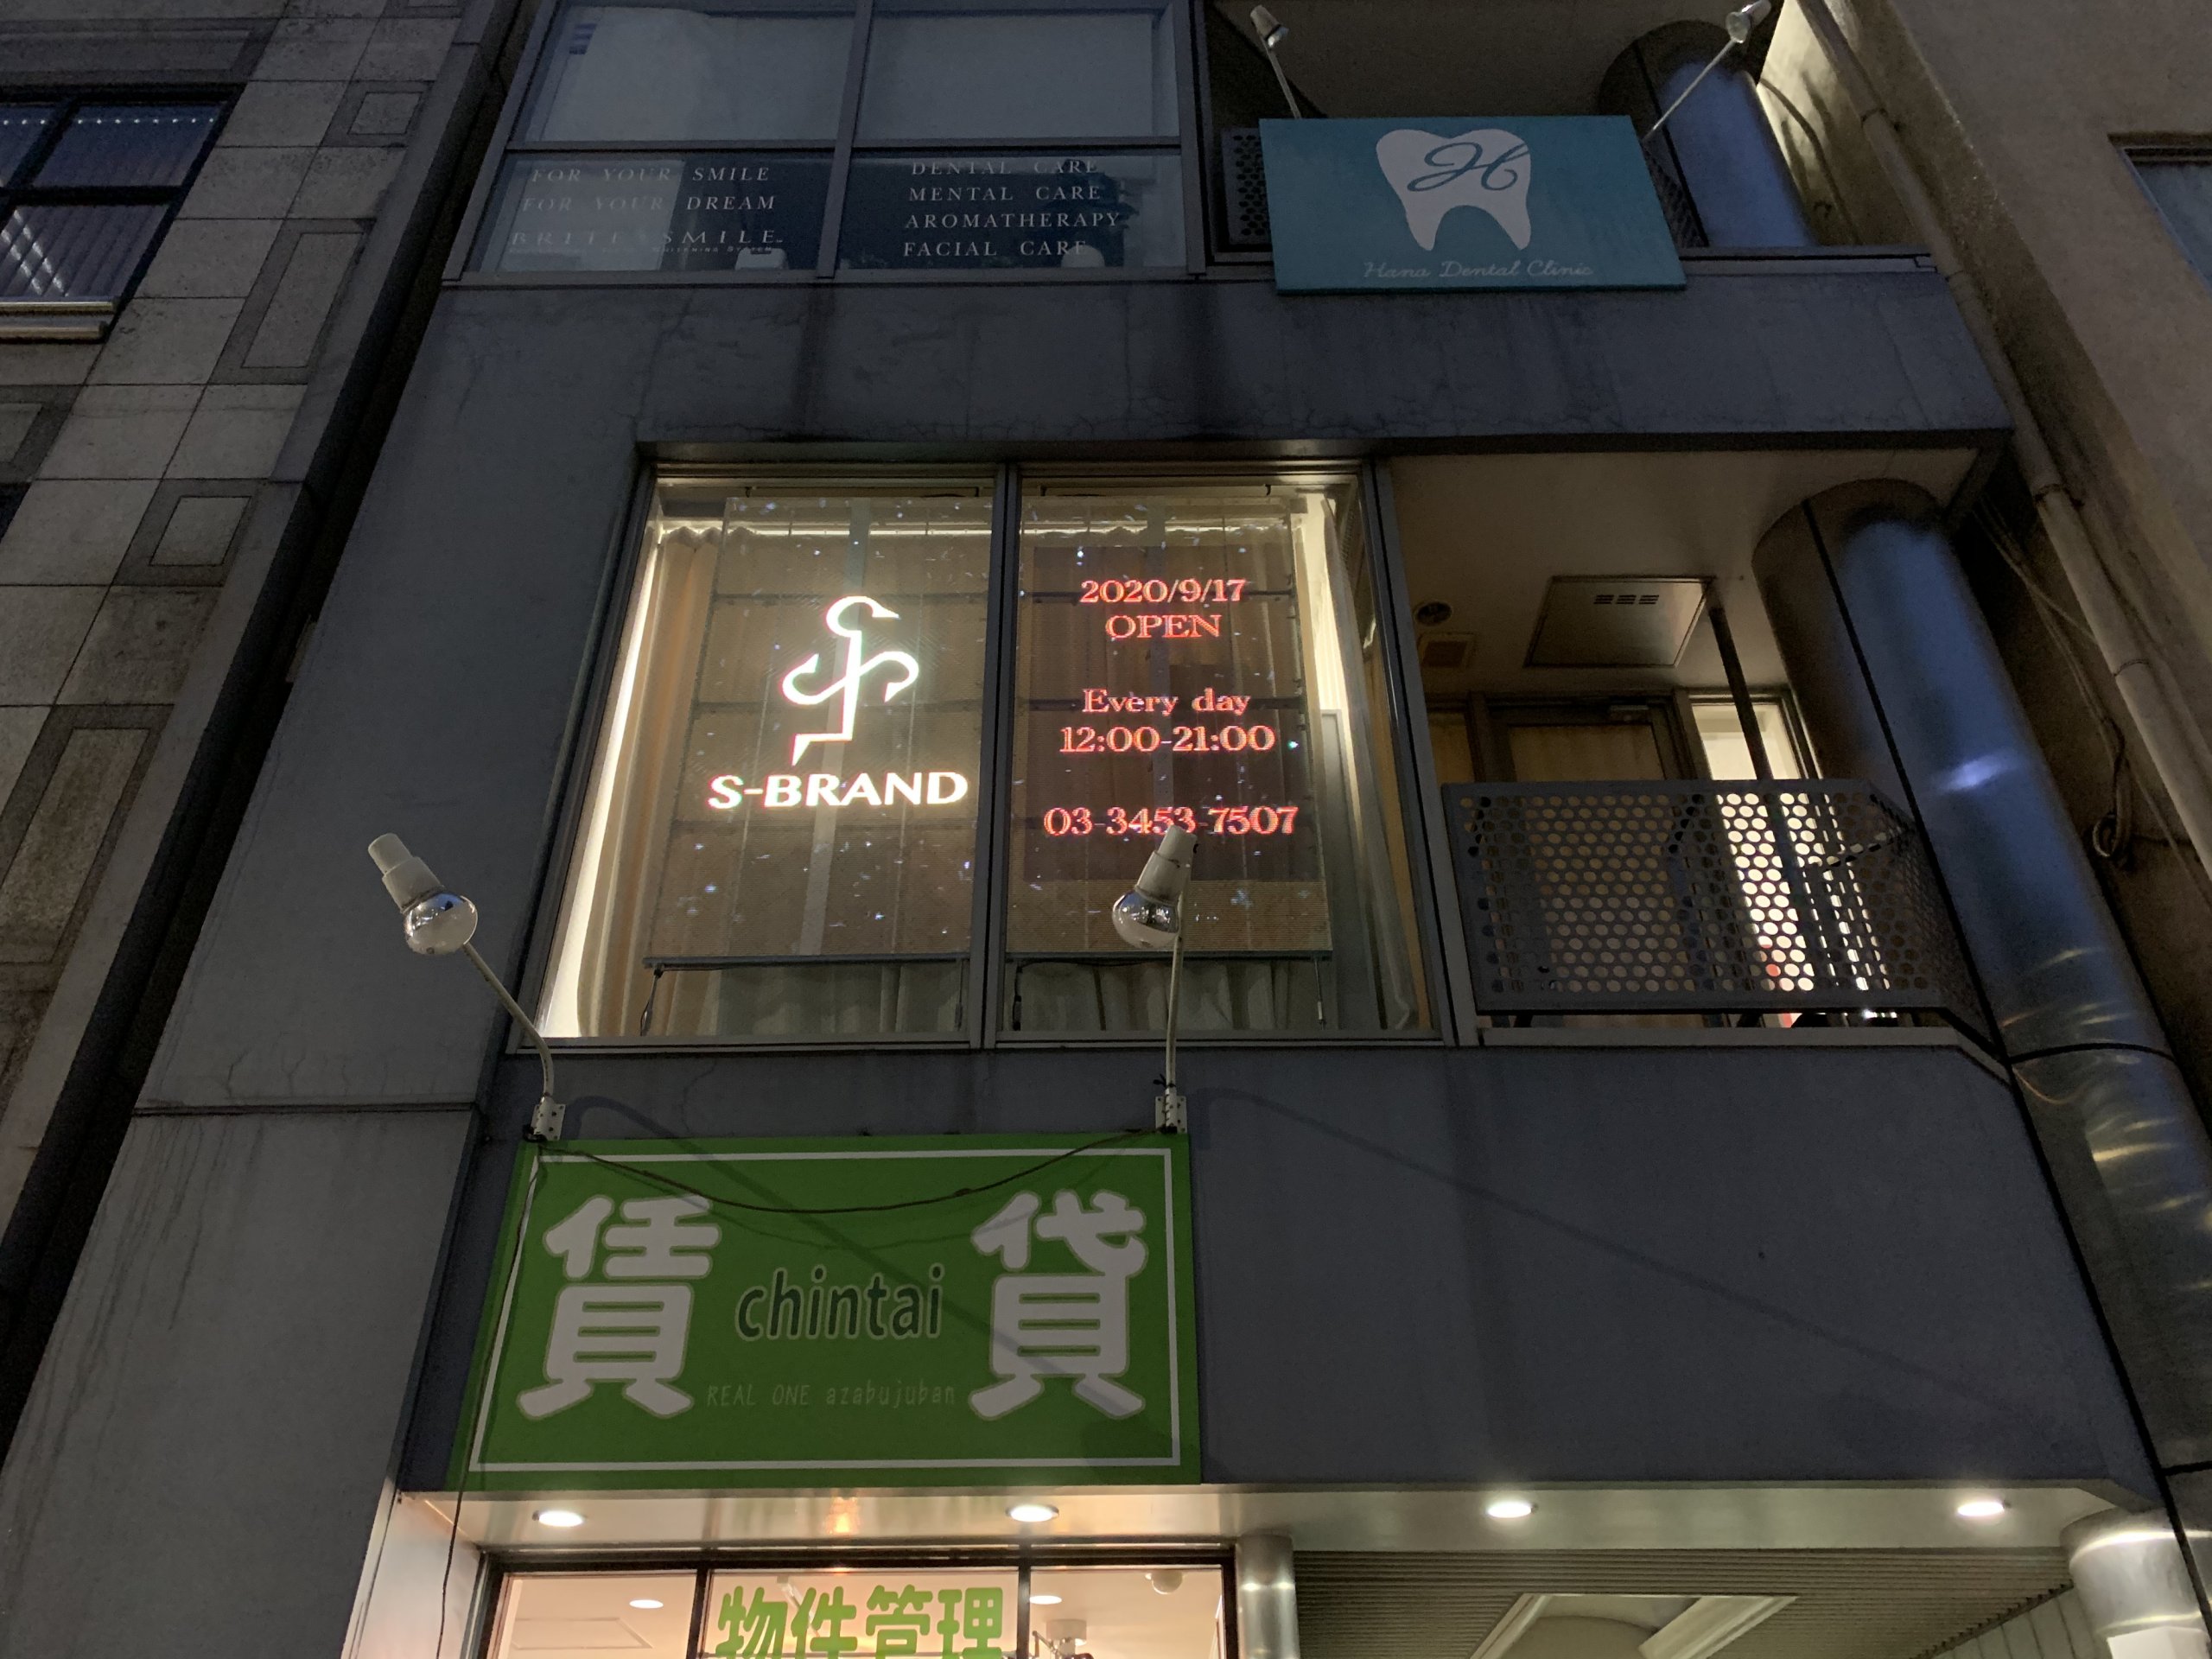 FOR YOUR SMILE
FOR YOUR DREAM
BRITE SMILE
DENTAL CARE
MENTAL CARE
AROMATHERAPY
FACIAL CARE
H
Hana Dental Clinic
S-BRAND
2020/9/17
OPEN
Every day
12:00-21:00
03-3453-7507
賃 chintai 貸
REAL ONE azabujuban
物件管理